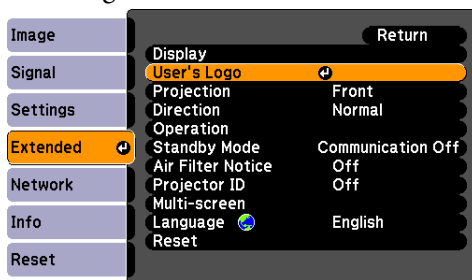 Image
Signal
Settings
Extended
Network
Info
Reset
Return
Display
User's Logo
Projection Front
Direction Normal
Operation
Standby Mode Communication Off
Air Filter Notice Off
Projector ID Off
Multi-screen
Language English
Reset